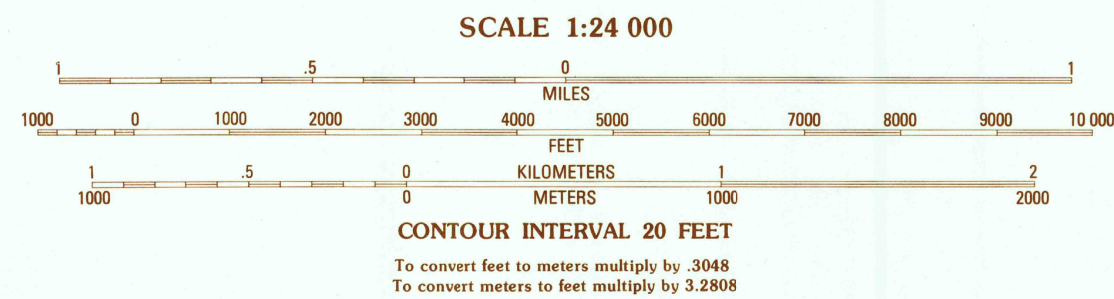 SCALE 1:24 000
1 .5 0 1
MILES
1000 0 1000 2000 3000 4000 5000 6000 7000 8000 9000 10 000
FEET
1 .5 0 KILOMETERS 1 2
1000 0 METERS 1000 2000
CONTOUR INTERVAL 20 FEET
To convert feet to meters multiply by .3048
To convert meters to feet multiply by 3.2808